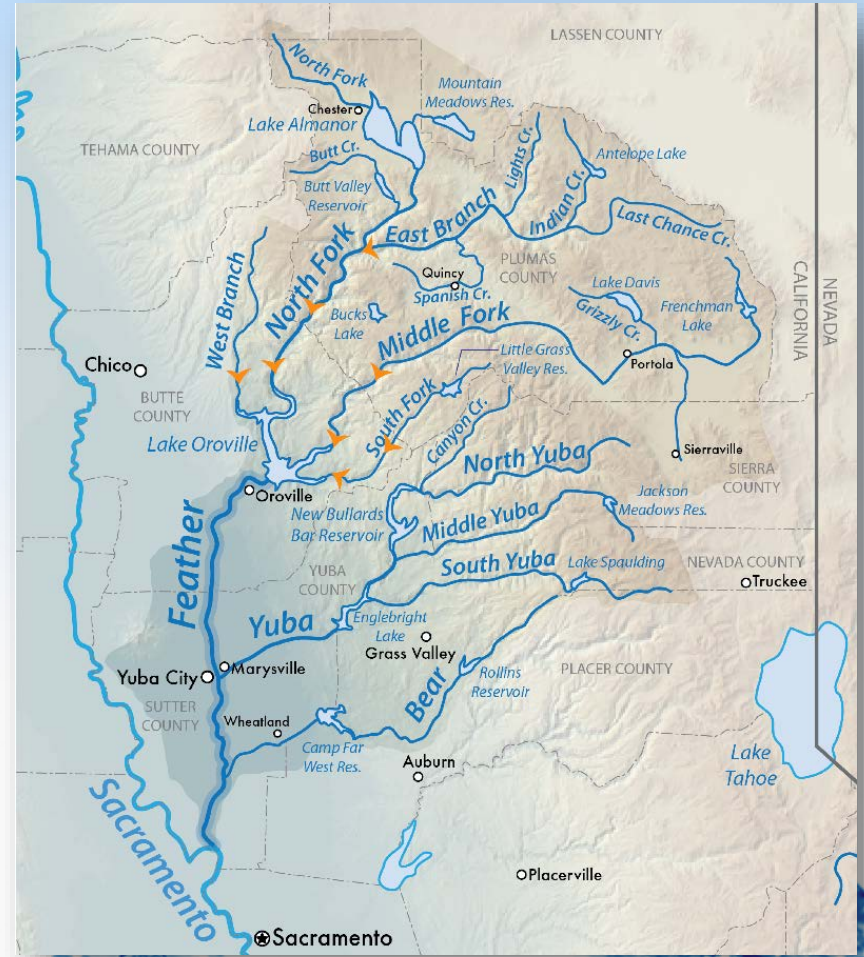 LASSEN COUNTY
North Fork
Mountain
Meadows Res.
Chester
Lake Almanor
TEHAMA COUNTY
Butt Cr.
Lights Cr.
Antelope Lake
Butt Valley
Reservoir
Indian Cr.
East Branch
Last Chance Cr.
North Fork
PLUMAS
COUNTY
West Branch
Quincy
Spanish Cr.
Lake Davis
CALIFORNIA
NEVADA
Bucks
Lake
Grizzly Cr.
Frenchman
Lake
Middle Fork
Chico
Little Grass
Valley Res.
Portola
BUTTE
COUNTY
South Fork
Canyon Cr.
Lake Oroville
North Yuba
Sierraville
SIERRA
COUNTY
Oroville
New Bullards
Bar Reservoir
Middle Yuba
Jackson
Meadows Res.
Feather
South Yuba
Lake Spaulding
NEVADA COUNTY
YUBA
COUNTY
Truckee
Yuba
Englebright
Lake
Grass Valley
Marysville
Yuba City
Rollins
Reservoir
PLACER COUNTY
SUTTER
COUNTY
Bear
Wheatland
Camp Far
West Res.
Auburn
Lake
Tahoe
Sacramento
Placerville
Sacramento